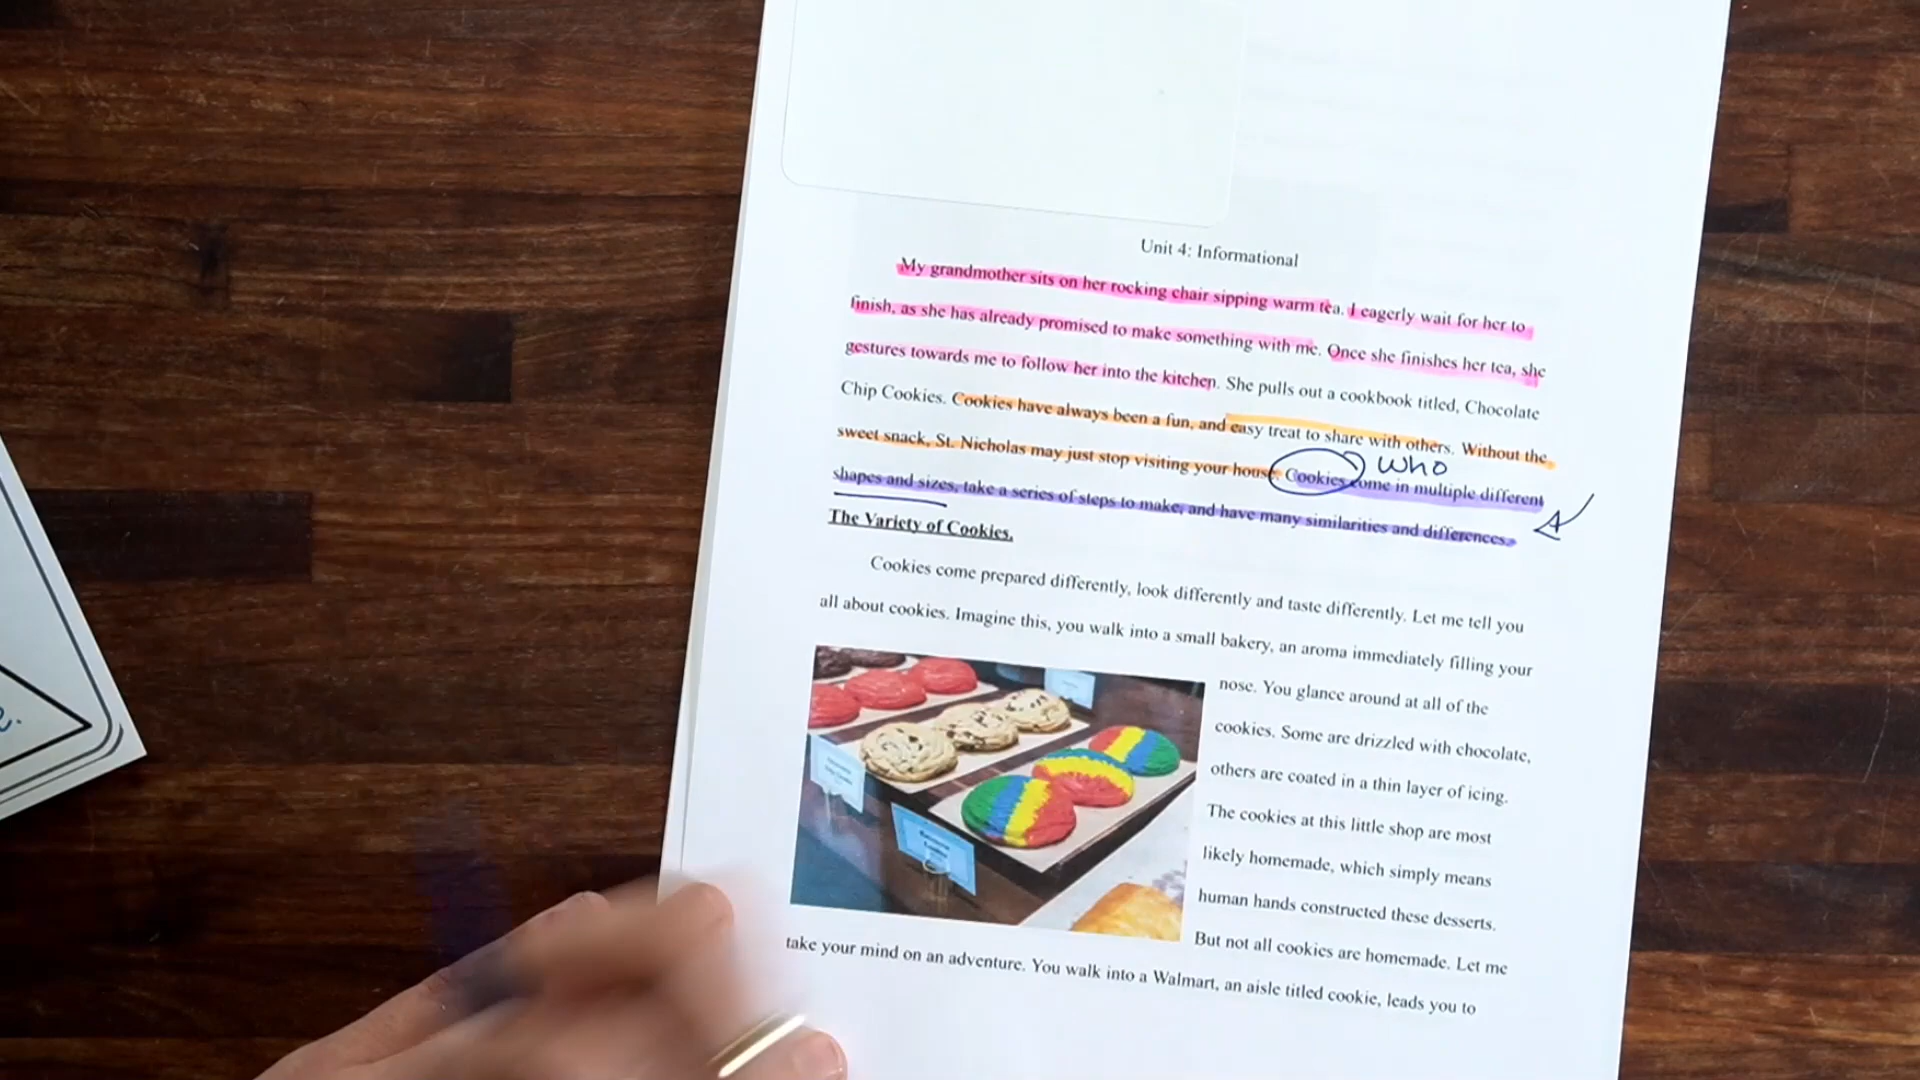 Unit 4: Informational
My grandmother sits on her rocking chair sipping warm tea. I eagerly wait for her to
finish, as she has already promised to make something with me. Once she finishes her tea, she
gestures towards me to follow her into the kitchen. She pulls out a cookbook titled, Chocolate
Chip Cookies. Cookies have always been a fun, and easy treat to share with others. Without the
sweet snack, St. Nicholas may just stop visiting your house. Cookies come in multiple different
who
shapes and sizes, take a series of steps to make, and have many similarities and differences.
The Variety of Cookies.
Cookies come prepared differently, look differently and taste differently. Let me tell you
all about cookies. Imagine this, you walk into a small bakery, an aroma immediately filling your
nose. You glance around at all of the
cookies. Some are drizzled with chocolate,
others are coated in a thin layer of icing.
The cookies at this little shop are most
likely homemade, which simply means
human hands constructed these desserts.
But not all cookies are homemade. Let me
take your mind on an adventure. You walk into a Walmart, an aisle titled cookie, leads you to